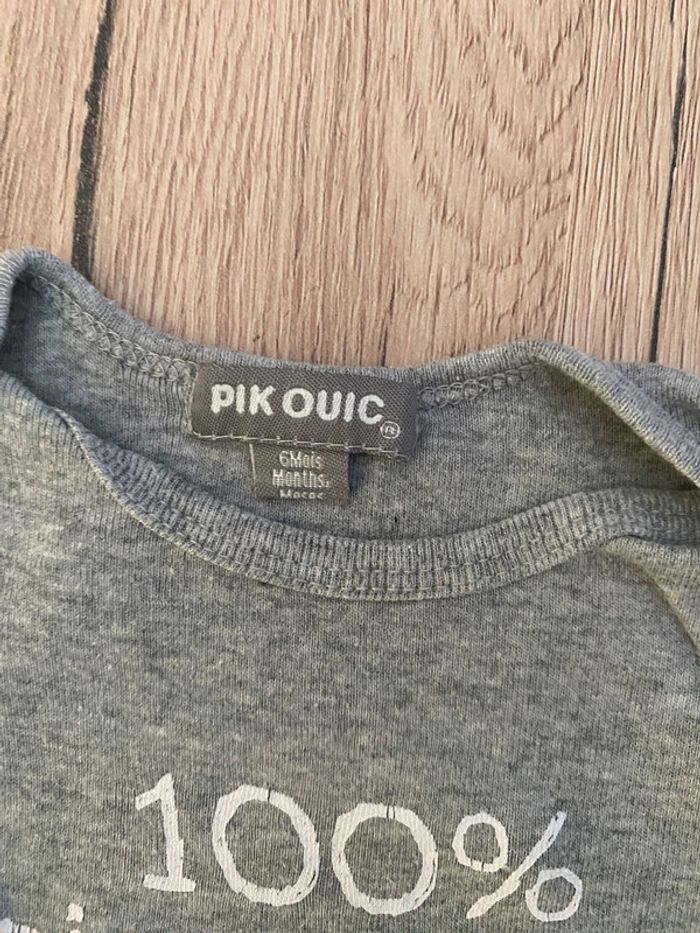 PIK OUIC®
6Mois
Months.
Meses
100%